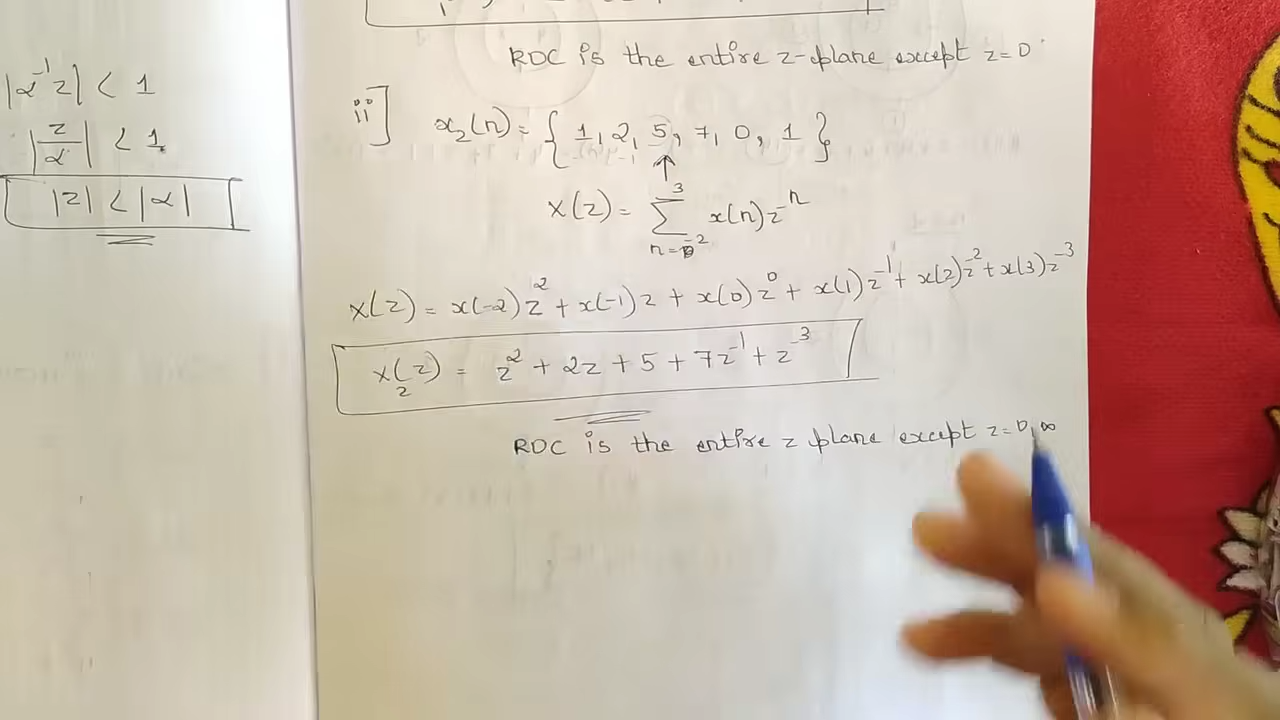 |α⁻¹z| < 1
|z/α| < 1
|z| < |α|
ROC is the entire z-plane except z=0
ii]
x₂(n) = { 1, 2, 5, 7, 0, 1 }
↑
X(z) = Σ x(n) z⁻ⁿ
3
n=-2
X(z) = x(-2)z² + x(-1)z + x(0)z⁰ + x(1)z⁻¹ + x(2)z⁻² + x(3)z⁻³
X₂(z) = z² + 2z + 5 + 7z⁻¹ + z⁻³
ROC is the entire z plane except z=0,∞